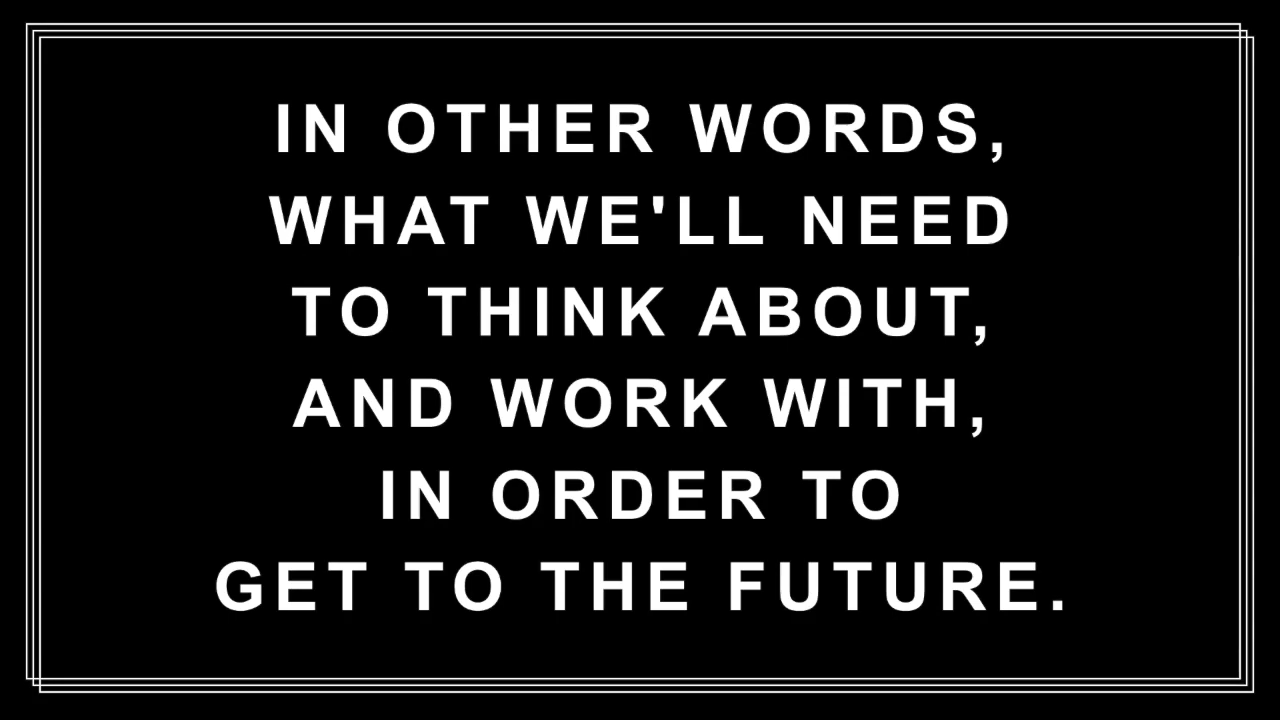 IN OTHER WORDS,
WHAT WE'LL NEED
TO THINK ABOUT,
AND WORK WITH,
IN ORDER TO
GET TO THE FUTURE.